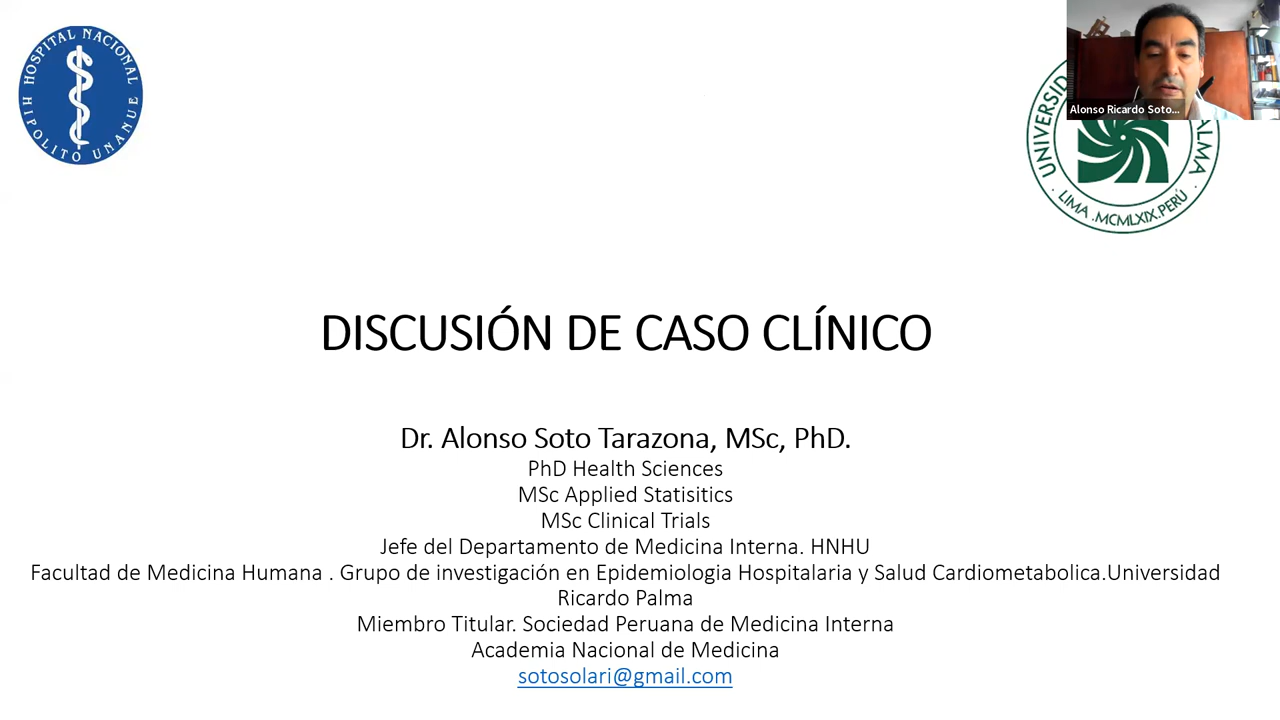 HOSPITAL NACIONAL
HIPOLITO UNANUE
Alonso Ricardo Soto...
UNIVERSID
ALMA
. LIMA .MCMLXIX.PERÚ .
DISCUSIÓN DE CASO CLÍNICO
Dr. Alonso Soto Tarazona, MSc, PhD.
PhD Health Sciences
MSc Applied Statisitics
MSc Clinical Trials
Jefe del Departamento de Medicina Interna. HNHU
Facultad de Medicina Humana . Grupo de investigación en Epidemiologia Hospitalaria y Salud Cardiometabolica.Universidad
Ricardo Palma
Miembro Titular. Sociedad Peruana de Medicina Interna
Academia Nacional de Medicina
sotosolari@gmail.com